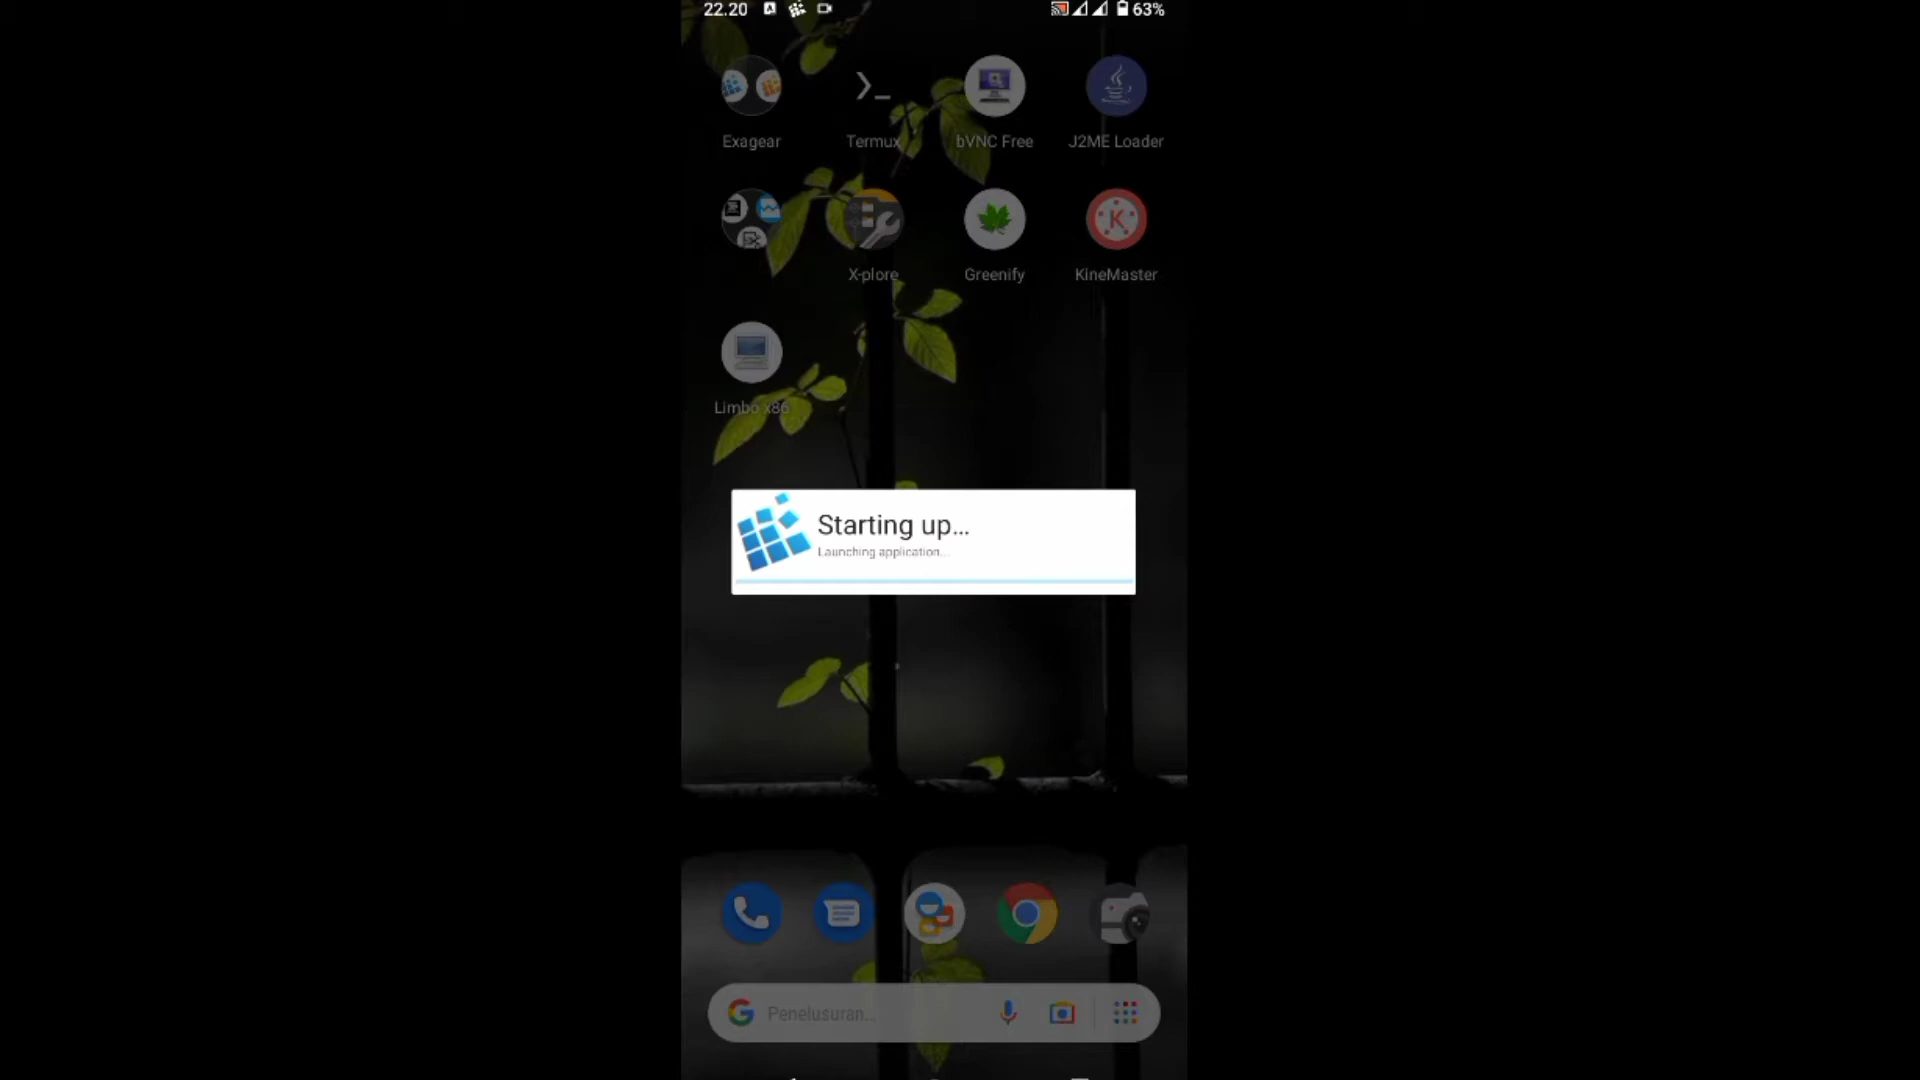 22.20
63%
Exagear
Termux
bVNC Free
J2ME Loader
X-plore
Greenify
KineMaster
Limbo x86
Starting up...
Launching application...
Penelusuran...